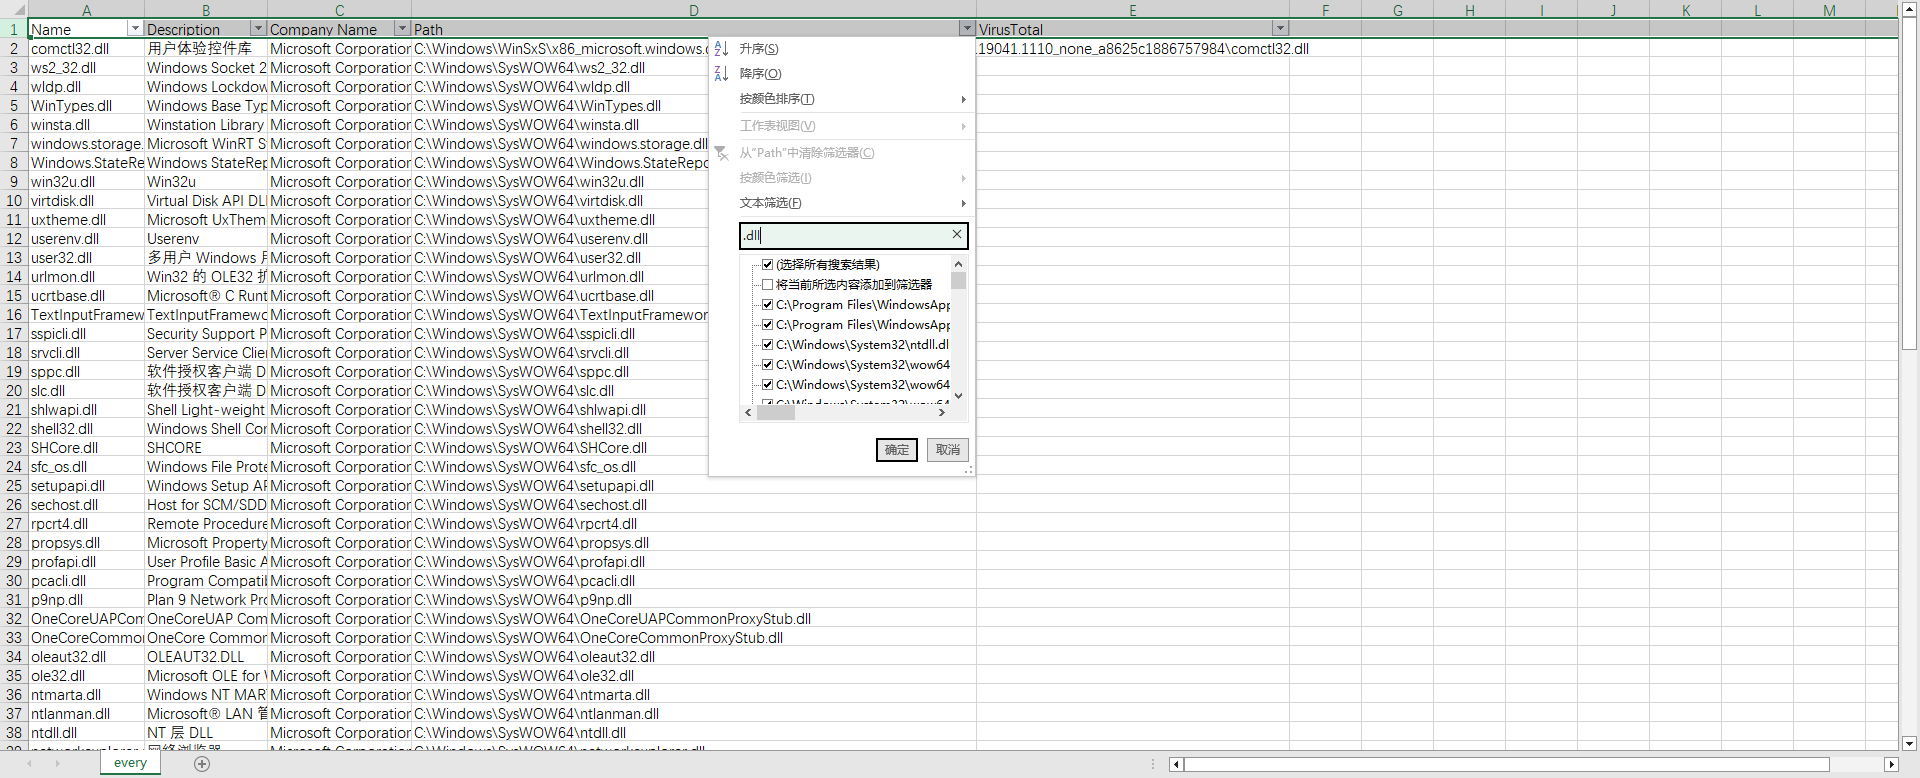 A B C D E F G H I J K L M
1 Name Description Company Name Path VirusTotal
2 comctl32.dll 用户体验控件库 Microsoft Corporation C:\Windows\WinSxS\x86_microsoft.windows. .19041.1110_none_a8625c1886757984\comctl32.dll
3 ws2_32.dll Windows Socket 2 Microsoft Corporation C:\Windows\SysWOW64\ws2_32.dll
4 wldp.dll Windows Lockdow Microsoft Corporation C:\Windows\SysWOW64\wldp.dll
5 WinTypes.dll Windows Base Typ Microsoft Corporation C:\Windows\SysWOW64\WinTypes.dll
6 winsta.dll Winstation Library Microsoft Corporation C:\Windows\SysWOW64\winsta.dll
7 windows.storage. Microsoft WinRT S Microsoft Corporation C:\Windows\SysWOW64\windows.storage.dll
8 Windows.StateRe Windows StateRep Microsoft Corporation C:\Windows\SysWOW64\Windows.StateRepo
9 win32u.dll Win32u Microsoft Corporation C:\Windows\SysWOW64\win32u.dll
10 virtdisk.dll Virtual Disk API DLL Microsoft Corporation C:\Windows\SysWOW64\virtdisk.dll
11 uxtheme.dll Microsoft UxThem Microsoft Corporation C:\Windows\SysWOW64\uxtheme.dll
12 userenv.dll Userenv Microsoft Corporation C:\Windows\SysWOW64\userenv.dll
13 user32.dll 多用户 Windows 用 Microsoft Corporation C:\Windows\SysWOW64\user32.dll
14 urlmon.dll Win32 的 OLE32 扩 Microsoft Corporation C:\Windows\SysWOW64\urlmon.dll
15 ucrtbase.dll Microsoft® C Runt Microsoft Corporation C:\Windows\SysWOW64\ucrtbase.dll
16 TextInputFramew TextInputFramewo Microsoft Corporation C:\Windows\SysWOW64\TextInputFramewor
17 sspicli.dll Security Support P Microsoft Corporation C:\Windows\SysWOW64\sspicli.dll
18 srvcli.dll Server Service Clie Microsoft Corporation C:\Windows\SysWOW64\srvcli.dll
19 sppc.dll 软件授权客户端 D Microsoft Corporation C:\Windows\SysWOW64\sppc.dll
20 slc.dll 软件授权客户端 D Microsoft Corporation C:\Windows\SysWOW64\slc.dll
21 shlwapi.dll Shell Light-weight Microsoft Corporation C:\Windows\SysWOW64\shlwapi.dll
22 shell32.dll Windows Shell Cor Microsoft Corporation C:\Windows\SysWOW64\shell32.dll
23 SHCore.dll SHCORE Microsoft Corporation C:\Windows\SysWOW64\SHCore.dll
24 sfc_os.dll Windows File Prote Microsoft Corporation C:\Windows\SysWOW64\sfc_os.dll
25 setupapi.dll Windows Setup AP Microsoft Corporation C:\Windows\SysWOW64\setupapi.dll
26 sechost.dll Host for SCM/SDD Microsoft Corporation C:\Windows\SysWOW64\sechost.dll
27 rpcrt4.dll Remote Procedure Microsoft Corporation C:\Windows\SysWOW64\rpcrt4.dll
28 propsys.dll Microsoft Property Microsoft Corporation C:\Windows\SysWOW64\propsys.dll
29 profapi.dll User Profile Basic A Microsoft Corporation C:\Windows\SysWOW64\profapi.dll
30 pcacli.dll Program Compatib Microsoft Corporation C:\Windows\SysWOW64\pcacli.dll
31 p9np.dll Plan 9 Network Pro Microsoft Corporation C:\Windows\SysWOW64\p9np.dll
32 OneCoreUAPCom OneCoreUAP Com Microsoft Corporation C:\Windows\SysWOW64\OneCoreUAPCommonProxyStub.dll
33 OneCoreCommon OneCore Common Microsoft Corporation C:\Windows\SysWOW64\OneCoreCommonProxyStub.dll
34 oleaut32.dll OLEAUT32.DLL Microsoft Corporation C:\Windows\SysWOW64\oleaut32.dll
35 ole32.dll Microsoft OLE for W Microsoft Corporation C:\Windows\SysWOW64\ole32.dll
36 ntmarta.dll Windows NT MAR Microsoft Corporation C:\Windows\SysWOW64\ntmarta.dll
37 ntlanman.dll Microsoft® LAN 管 Microsoft Corporation C:\Windows\SysWOW64\ntlanman.dll
38 ntdll.dll NT 层 DLL Microsoft Corporation C:\Windows\SysWOW64\ntdll.dll
升序(S)
降序(O)
按颜色排序(T)
工作表视图(V)
从"Path"中清除筛选器(C)
按颜色筛选(I)
文本筛选(F)
.dll
(选择所有搜索结果)
将当前所选内容添加到筛选器
C:\Program Files\WindowsApp
C:\Program Files\WindowsApp
C:\Windows\System32\ntdll.dl
C:\Windows\System32\wow64
C:\Windows\System32\wow64
确定 取消
every